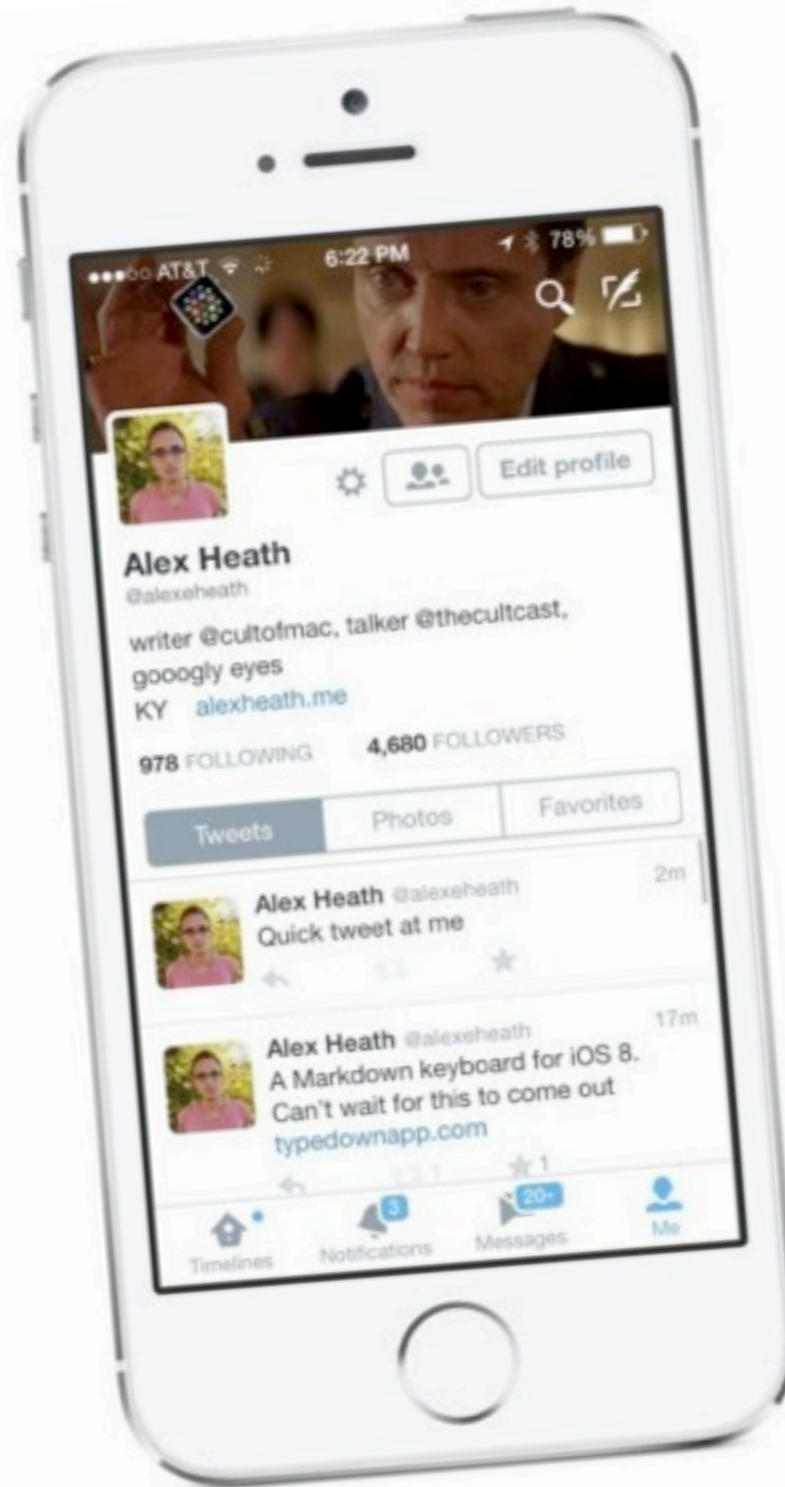 AT&T 6:22 PM 78%
Edit profile
Alex Heath
@alexeheath
writer @cultofmac, talker @thecultcast,
gooogly eyes
KY alexheath.me
978 FOLLOWING 4,680 FOLLOWERS
Tweets Photos Favorites
Alex Heath @alexeheath 2m
Quick tweet at me
Alex Heath @alexeheath 17m
A Markdown keyboard for iOS 8.
Can't wait for this to come out
typedownapp.com
1 1
3 20+
Timelines Notifications Messages Me